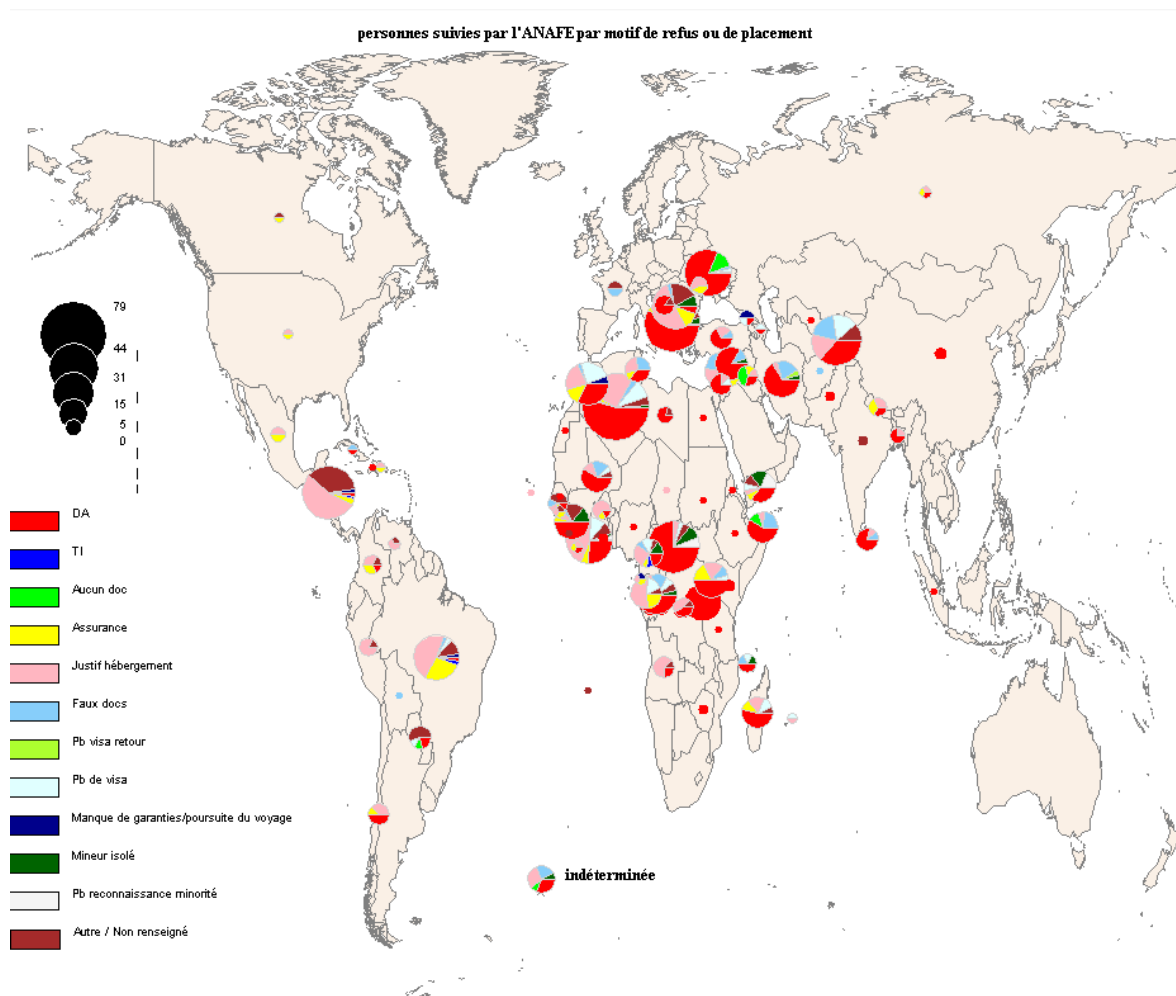 personnes suivies par l'ANAFE par motif de refus ou de placement
79
44
31
15
5
0
DA
TI
Aucun doc
Assurance
Justif hébergement
Faux docs
Pb visa retour
Pb de visa
Manque de garanties/poursuite du voyage
Mineur isolé
Pb reconnaissance minorité
Autre / Non renseigné
indéterminée